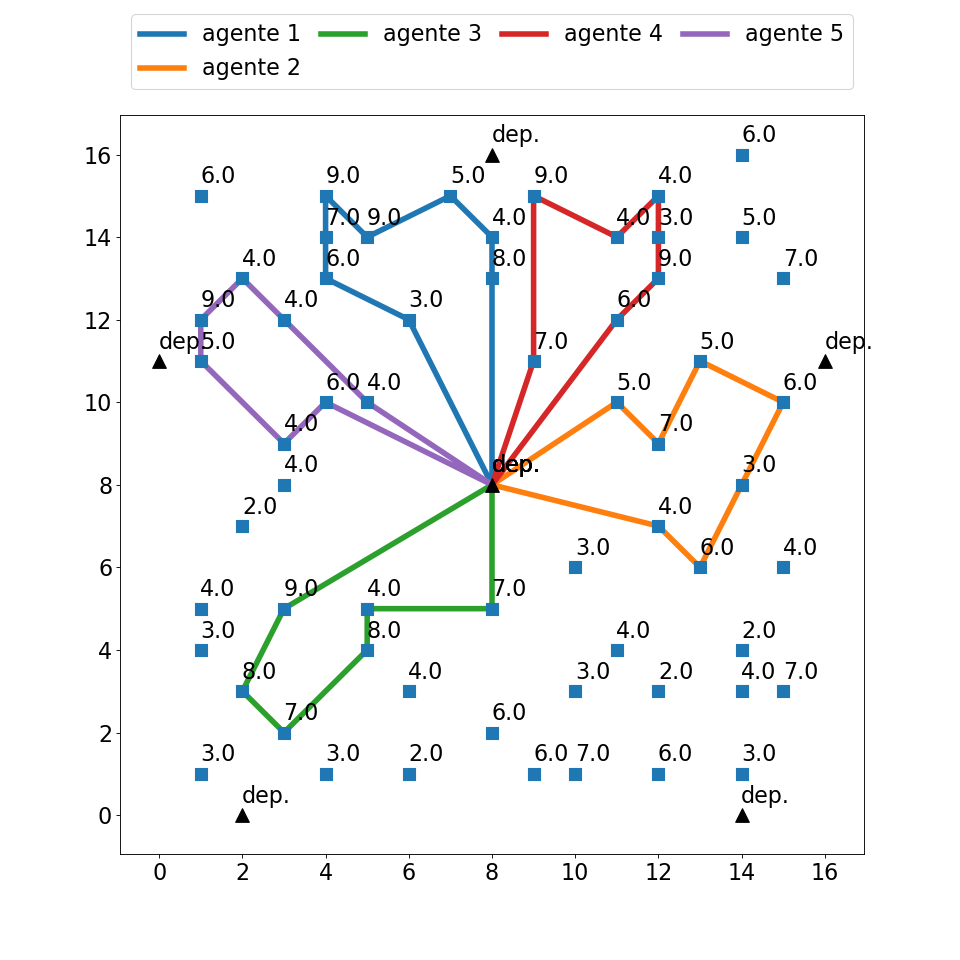 agente 1 agente 3 agente 4 agente 5
agente 2
dep. 6.0
16
6.0 9.0 5.0 9.0 4.0
7.0 9.0 4.0 4.0 3.0 5.0
14
4.0 6.0 8.0 9.0 7.0
9.0 4.0 3.0 6.0
12
dep. 5.0 7.0 5.0 dep.
6.0 4.0 5.0 6.0
10
4.0 7.0
4.0 dep. 3.0
8
2.0 4.0
3.0 6.0 4.0
6
4.0 9.0 4.0 7.0
3.0 8.0 4.0 2.0
4
8.0 4.0 3.0 2.0 4.0 7.0
7.0 6.0
2
3.0 3.0 2.0 6.0 7.0 6.0 3.0
dep. dep.
0
0 2 4 6 8 10 12 14 16